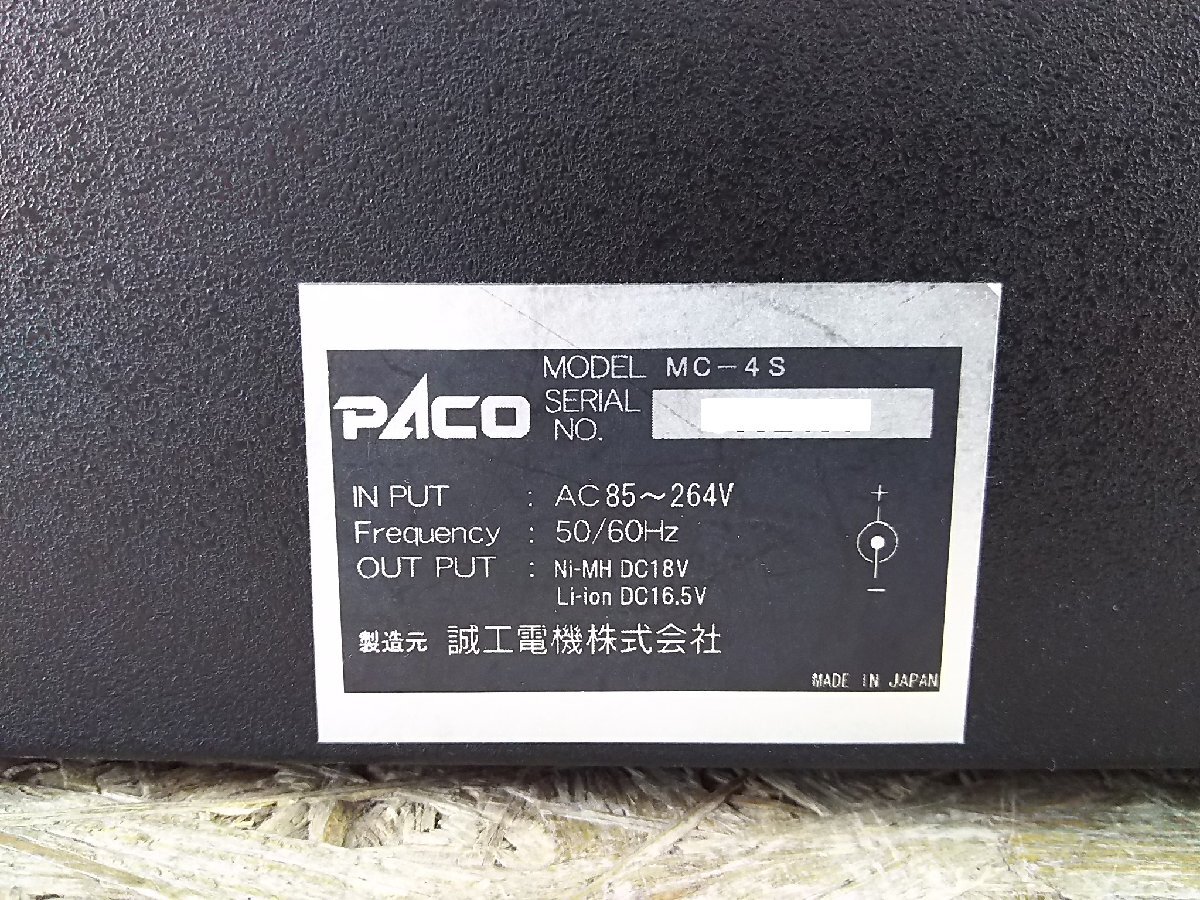 PACO
MODEL MC-4S
SERIAL NO.
IN PUT : AC85～264V
Frequency : 50/60Hz
OUT PUT : Ni-MH DC18V
Li-ion DC16.5V
+
−
製造元 誠工電機株式会社
MADE IN JAPAN